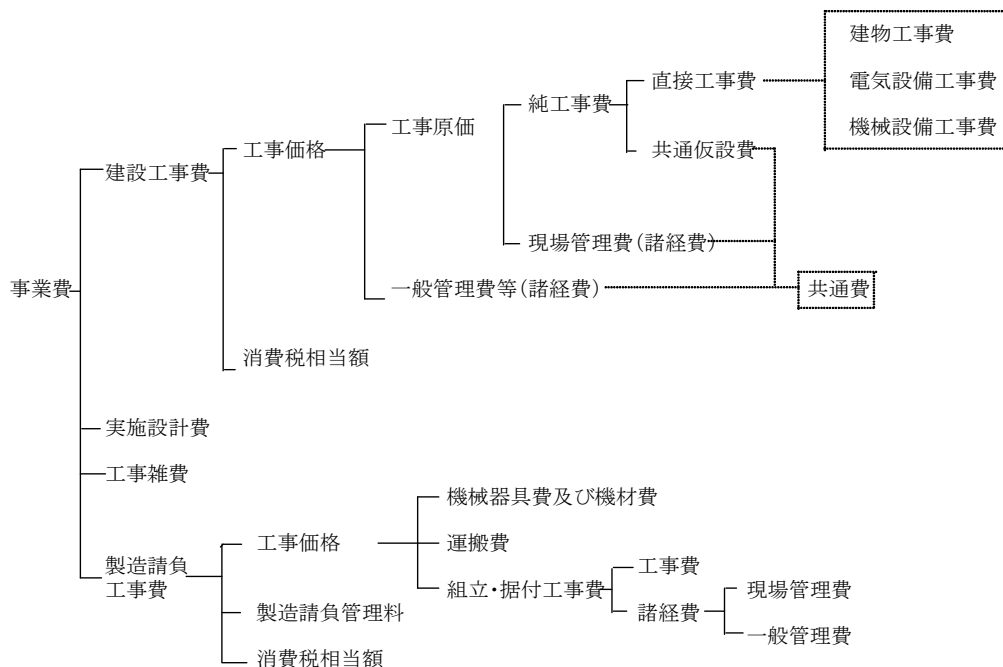 建物工事費
電気設備工事費
機械設備工事費
直接工事費
純工事費
工事原価
工事価格
共通仮設費
建設工事費
現場管理費(諸経費)
事業費
一般管理費等(諸経費)
共通費
消費税相当額
実施設計費
工事雑費
機械器具費及び機材費
工事価格
運搬費
製造請負
工事費
組立・据付工事費
工事費
諸経費
現場管理費
製造請負管理料
一般管理費
消費税相当額